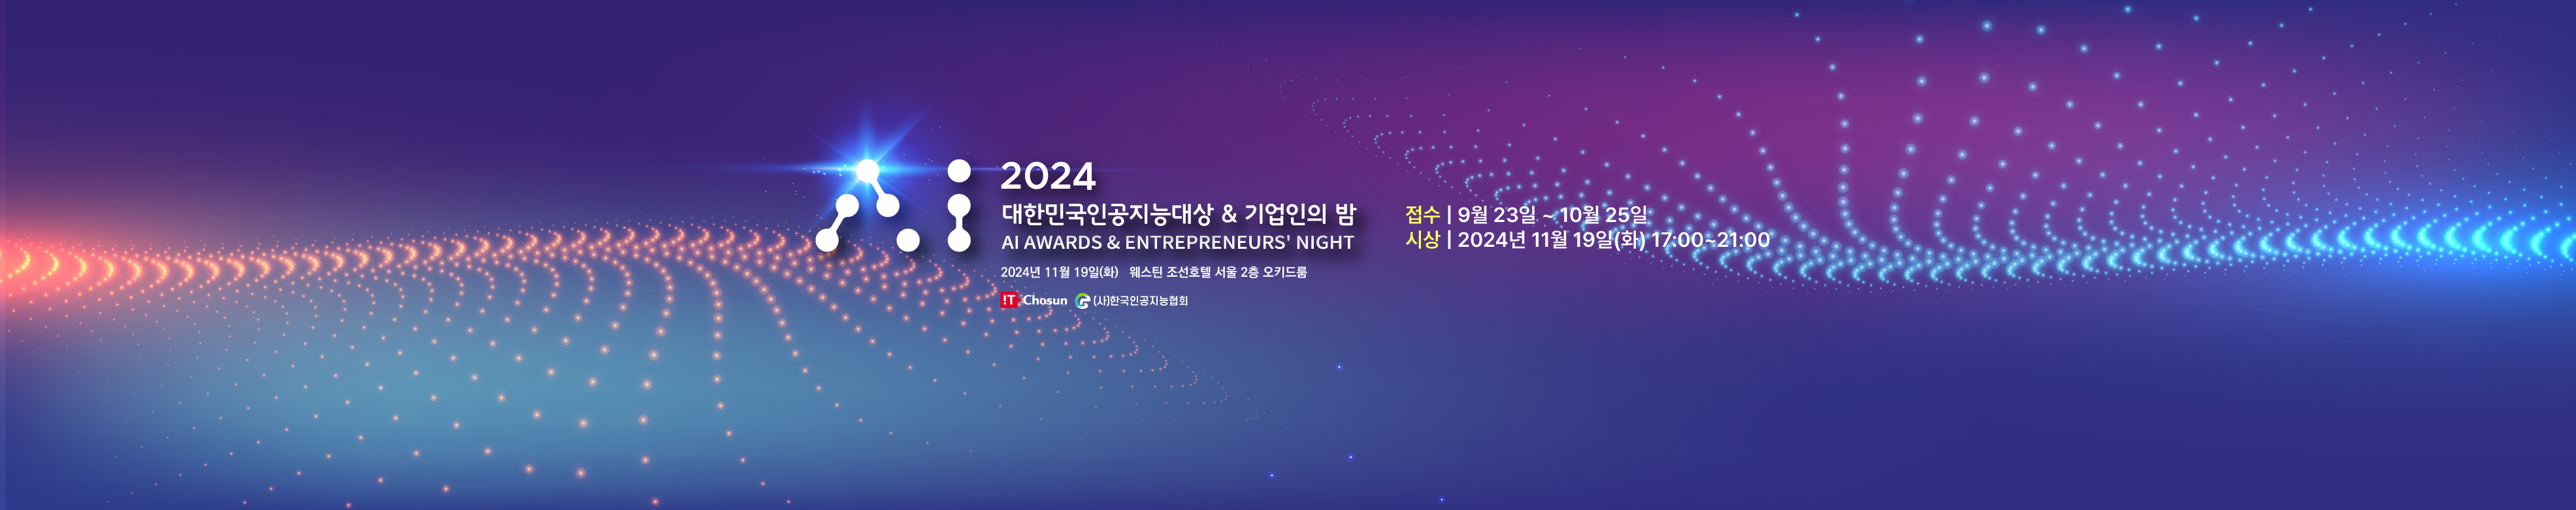 2024
대한민국인공지능대상 & 기업인의 밤
AI AWARDS & ENTREPRENEURS' NIGHT
2024년 11월 19일(화) 웨스틴 조선호텔 서울 2층 오키드룸
IT Chosun (사)한국인공지능협회
접수 | 9월 23일 ~ 10월 25일
시상 | 2024년 11월 19일(화) 17:00~21:00